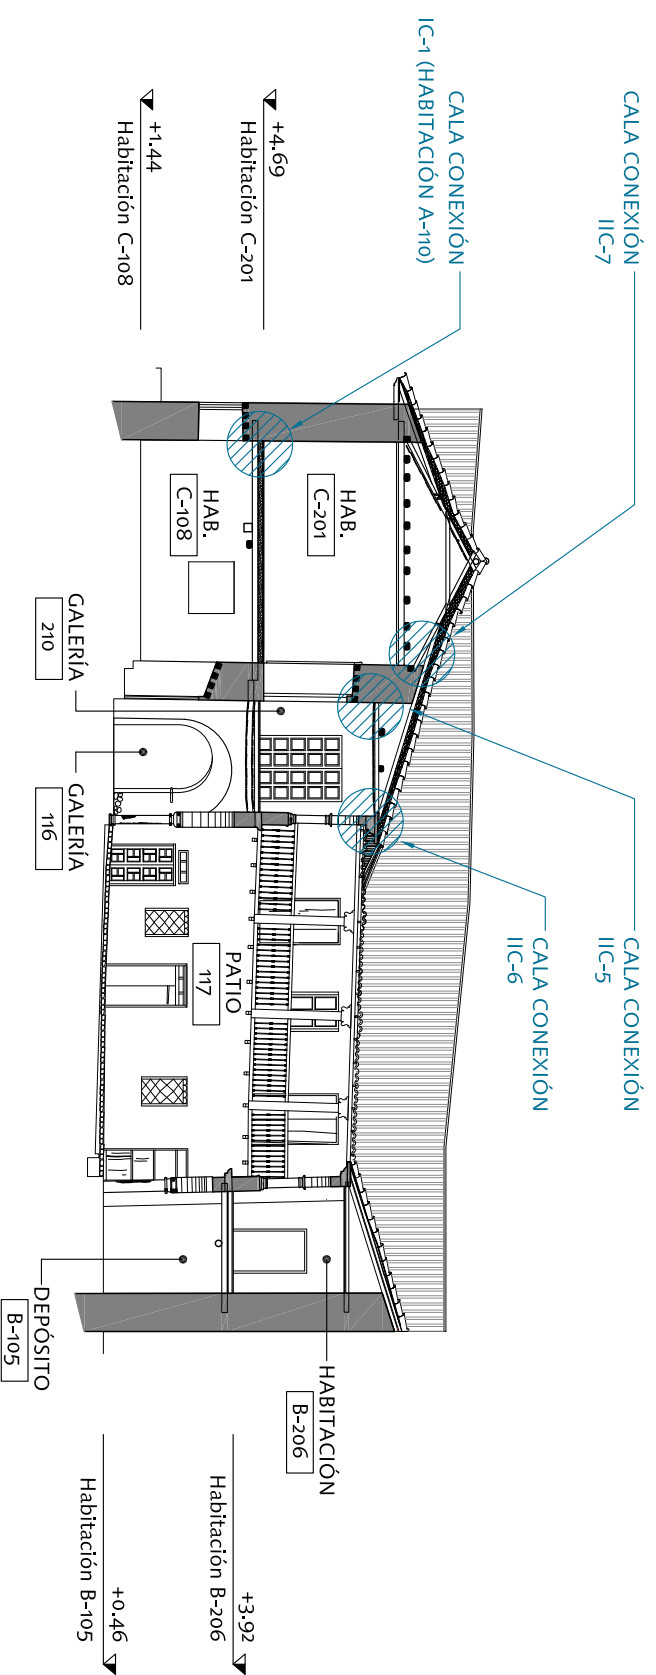 CALA CONEXIÓN
IIC-7
CALA CONEXIÓN
IC-1 (HABITACIÓN A-110)
CALA CONEXIÓN
IIC-5
CALA CONEXIÓN
IIC-6
+4.69
Habitación C-201
+1.44
Habitación C-108
HAB.
C-201
HAB.
C-108
GALERÍA
210
GALERÍA
116
PATIO
117
HABITACIÓN
B-206
DEPÓSITO
B-105
+3.92
Habitación B-206
+0.46
Habitación B-105